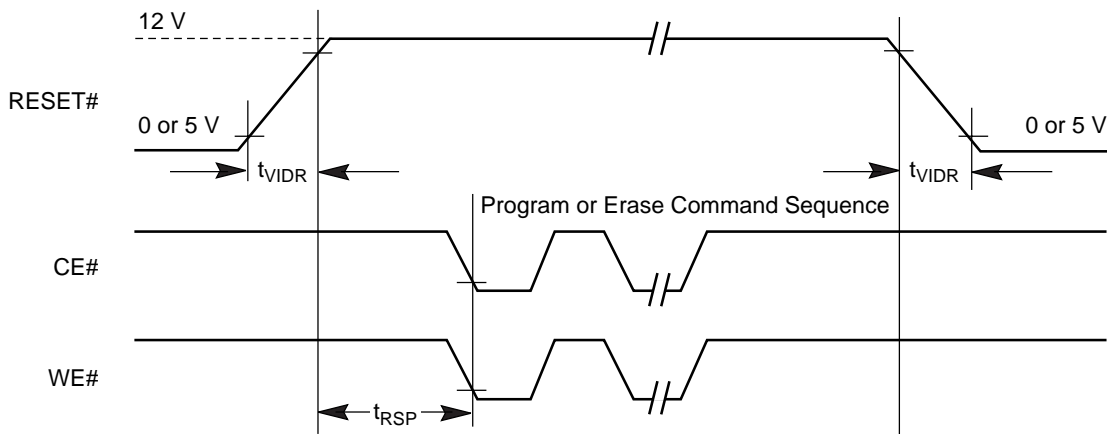 12 V
RESET#
0 or 5 V
0 or 5 V
tVIDR
tVIDR
Program or Erase Command Sequence
CE#
WE#
tRSP